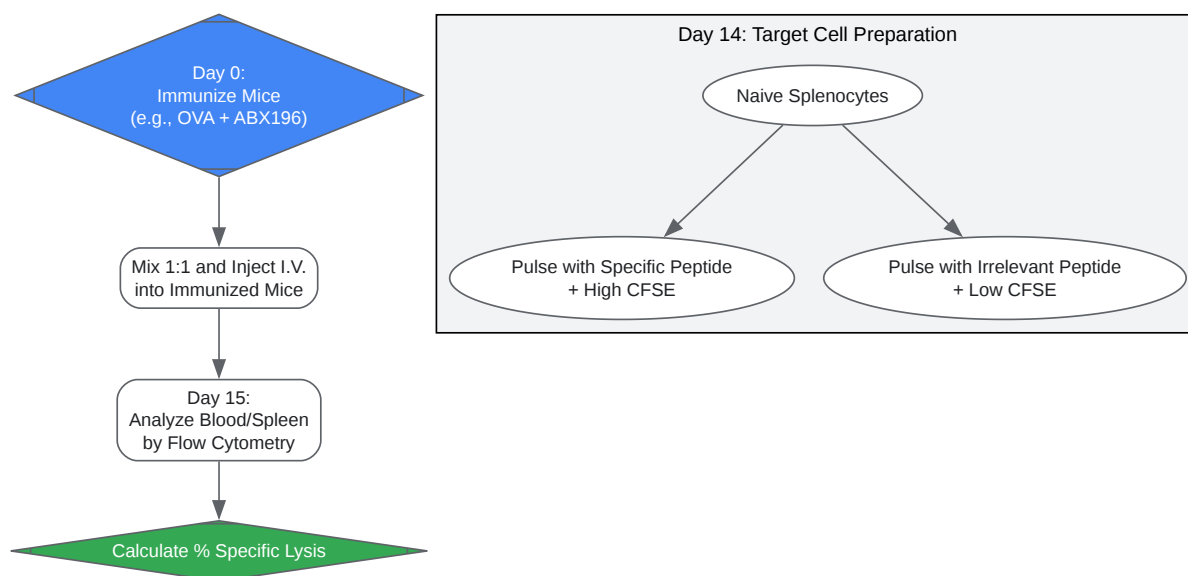 Day 0:
Immunize Mice
(e.g., OVA + ABX196)
Mix 1:1 and Inject I.V.
into Immunized Mice
Day 15:
Analyze Blood/Spleen
by Flow Cytometry
Calculate % Specific Lysis
Day 14: Target Cell Preparation
Naive Splenocytes
Pulse with Specific Peptide
+ High CFSE
Pulse with Irrelevant Peptide
+ Low CFSE